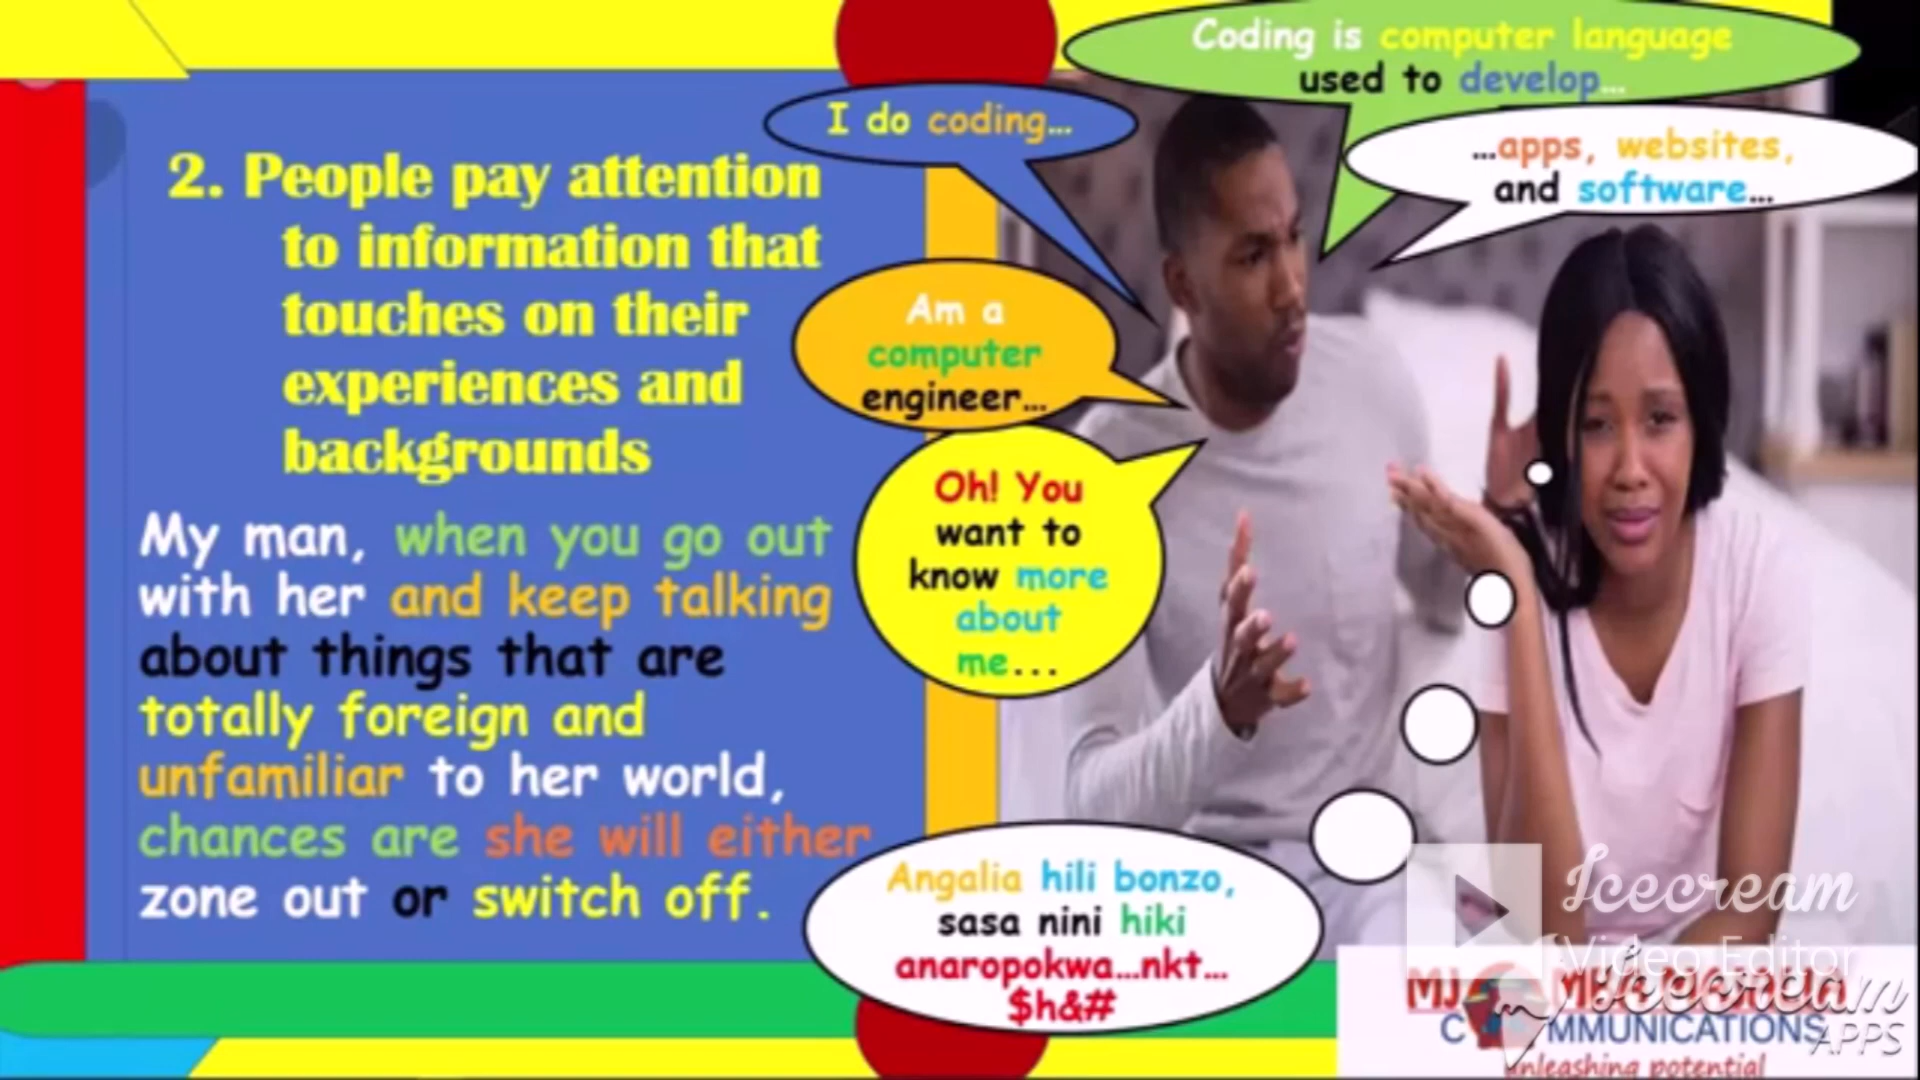 2. People pay attention
to information that
touches on their
experiences and
backgrounds
My man, when you go out
with her and keep talking
about things that are
totally foreign and
unfamiliar to her world,
chances are she will either
zone out or switch off.
Oh! You
want to
know more
about
me...
Am a
computer
engineer...
I do coding...
Coding is computer language
used to develop...
...apps, websites,
and software...
Angalia hili bonzo,
sasa nini hiki
anaropokwa...nkt...
$h&#
Icecream
Video Editor
Icecream
APPS
MJ
COMMUNICATIONS
unleashing potential